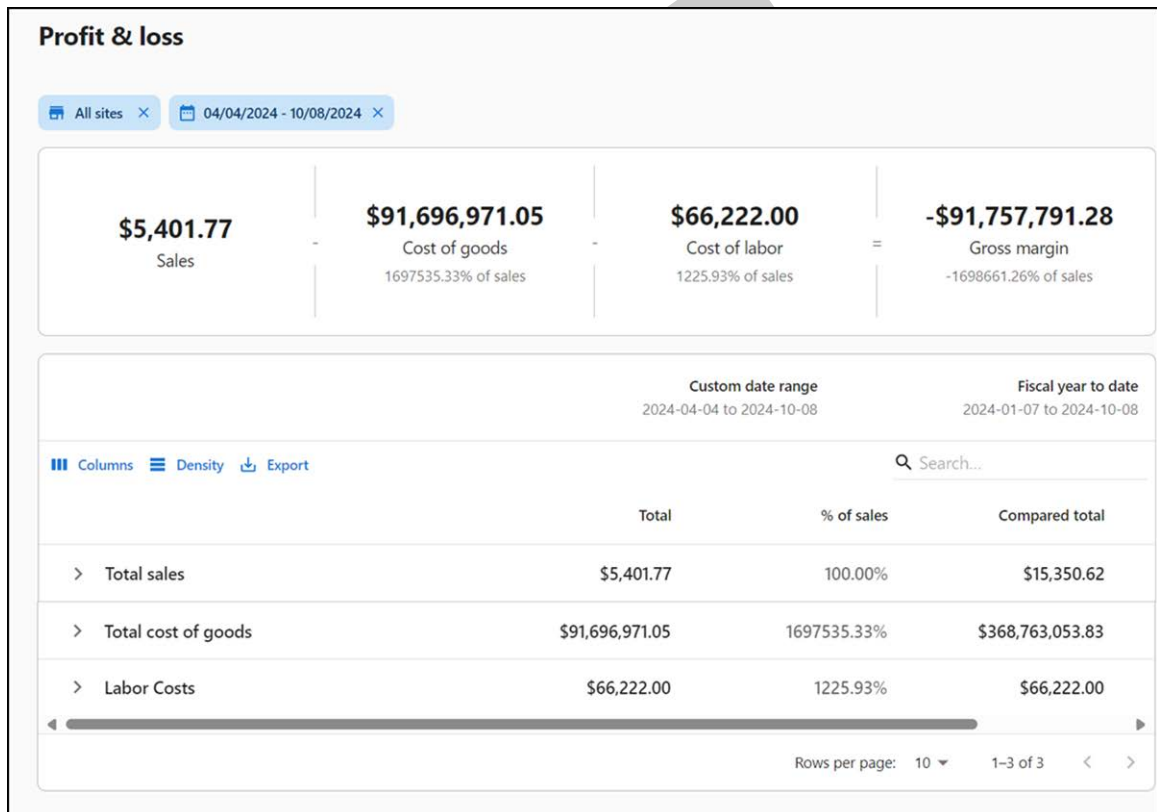 Profit & loss
All sites × 04/04/2024 - 10/08/2024 ×
$5,401.77 - $91,696,971.05 - $66,222.00 = -$91,757,791.28
Sales Cost of goods Cost of labor Gross margin
1697535.33% of sales 1225.93% of sales -1698661.26% of sales
Custom date range Fiscal year to date
2024-04-04 to 2024-10-08 2024-01-07 to 2024-10-08
Columns Density Export Search...
Total % of sales Compared total
Total sales $5,401.77 100.00% $15,350.62
Total cost of goods $91,696,971.05 1697535.33% $368,763,053.83
Labor Costs $66,222.00 1225.93% $66,222.00
Rows per page: 10 1–3 of 3